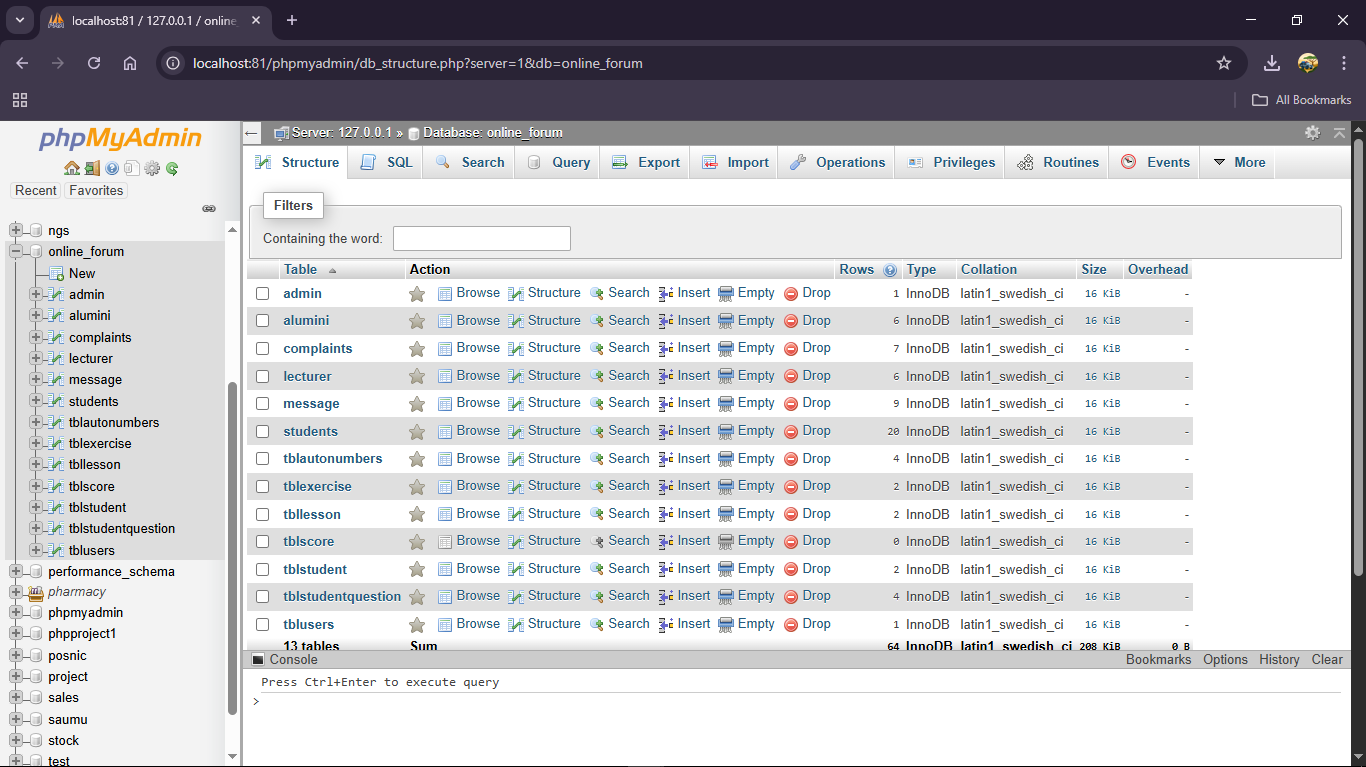 localhost:81 / 127.0.0.1 / online_
localhost:81/phpmyadmin/db_structure.php?server=1&db=online_forum
All Bookmarks
phpMyAdmin
Recent Favorites
ngs
online_forum
New
admin
alumini
complaints
lecturer
message
students
tblautonumbers
tblexercise
tbllesson
tblscore
tblstudent
tblstudentquestion
tblusers
performance_schema
pharmacy
phpmyadmin
phpproject1
posnic
project
sales
saumu
stock
test
Server: 127.0.0.1 » Database: online_forum
Structure SQL Search Query Export Import Operations Privileges Routines Events More
Filters
Containing the word:
Table Action Rows Type Collation Size Overhead
admin Browse Structure Search Insert Empty Drop 1 InnoDB latin1_swedish_ci 16 KiB -
alumini Browse Structure Search Insert Empty Drop 6 InnoDB latin1_swedish_ci 16 KiB -
complaints Browse Structure Search Insert Empty Drop 7 InnoDB latin1_swedish_ci 16 KiB -
lecturer Browse Structure Search Insert Empty Drop 6 InnoDB latin1_swedish_ci 16 KiB -
message Browse Structure Search Insert Empty Drop 9 InnoDB latin1_swedish_ci 16 KiB -
students Browse Structure Search Insert Empty Drop 20 InnoDB latin1_swedish_ci 16 KiB -
tblautonumbers Browse Structure Search Insert Empty Drop 4 InnoDB latin1_swedish_ci 16 KiB -
tblexercise Browse Structure Search Insert Empty Drop 2 InnoDB latin1_swedish_ci 16 KiB -
tbllesson Browse Structure Search Insert Empty Drop 2 InnoDB latin1_swedish_ci 16 KiB -
tblscore Browse Structure Search Insert Empty Drop 0 InnoDB latin1_swedish_ci 16 KiB -
tblstudent Browse Structure Search Insert Empty Drop 2 InnoDB latin1_swedish_ci 16 KiB -
tblstudentquestion Browse Structure Search Insert Empty Drop 4 InnoDB latin1_swedish_ci 16 KiB -
tblusers Browse Structure Search Insert Empty Drop 1 InnoDB latin1_swedish_ci 16 KiB -
13 tables Sum 64 InnoDB latin1_swedish_ci 208 KiB 0 B
Console Bookmarks Options History Clear
Press Ctrl+Enter to execute query
>